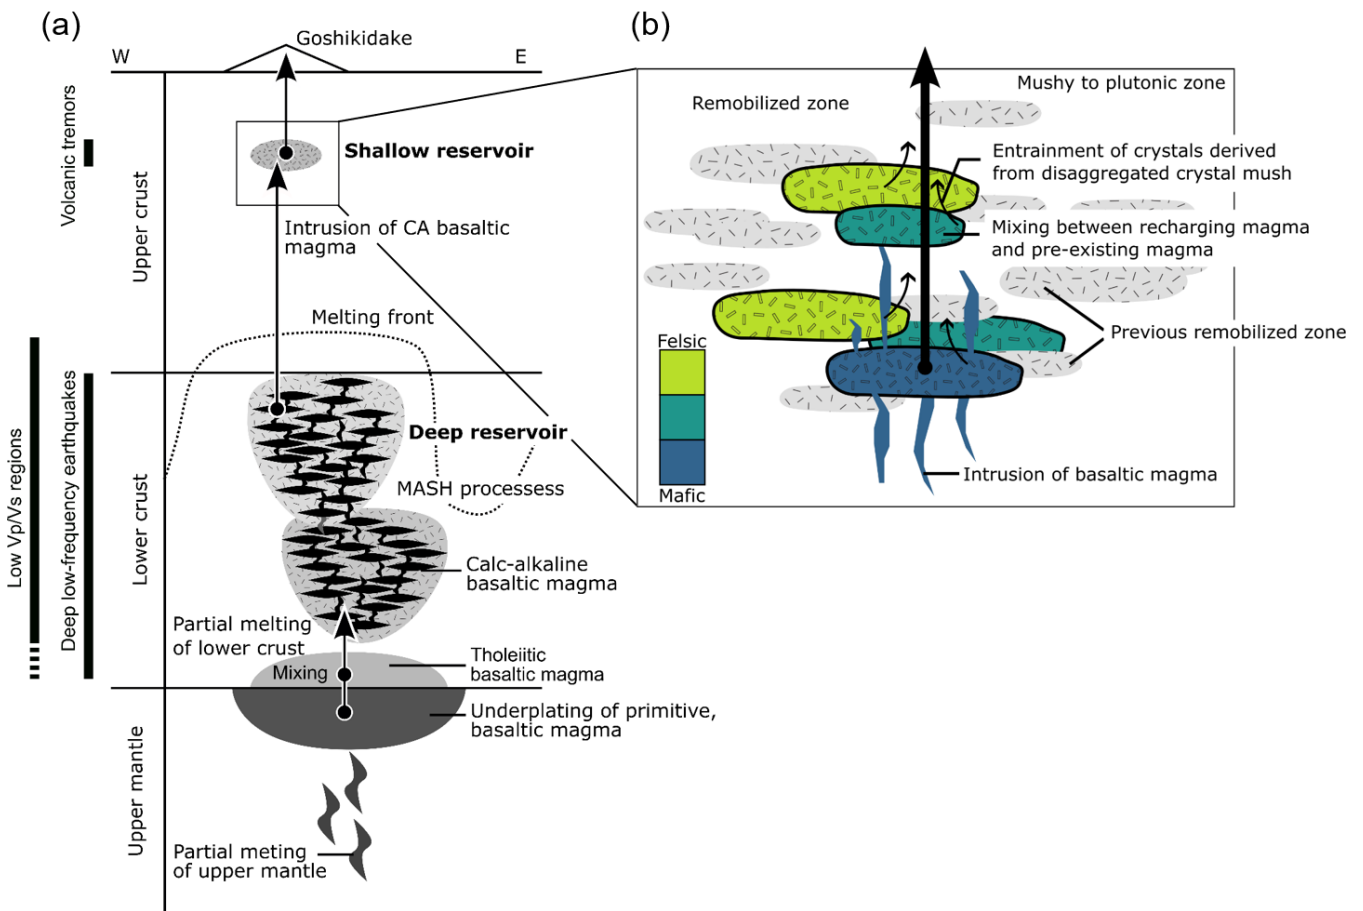 (a)
Goshikidake
W
E
Volcanic tremors
Upper crust
Shallow reservoir
Intrusion of CA basaltic
magma
Melting front
Low Vp/Vs regions
Deep low-frequency earthquakes
Lower crust
Deep reservoir
MASH processess
Calc-alkaline
basaltic magma
Partial melting
of lower crust
Mixing
Tholeiitic
basaltic magma
Underplating of primitive,
basaltic magma
Upper mantle
Partial meting
of upper mantle
(b)
Remobilized zone
Mushy to plutonic zone
Entrainment of crystals derived
from disaggregated crystal mush
Mixing between recharging magma
and pre-existing magma
Previous remobilized zone
Felsic
Mafic
Intrusion of basaltic magma